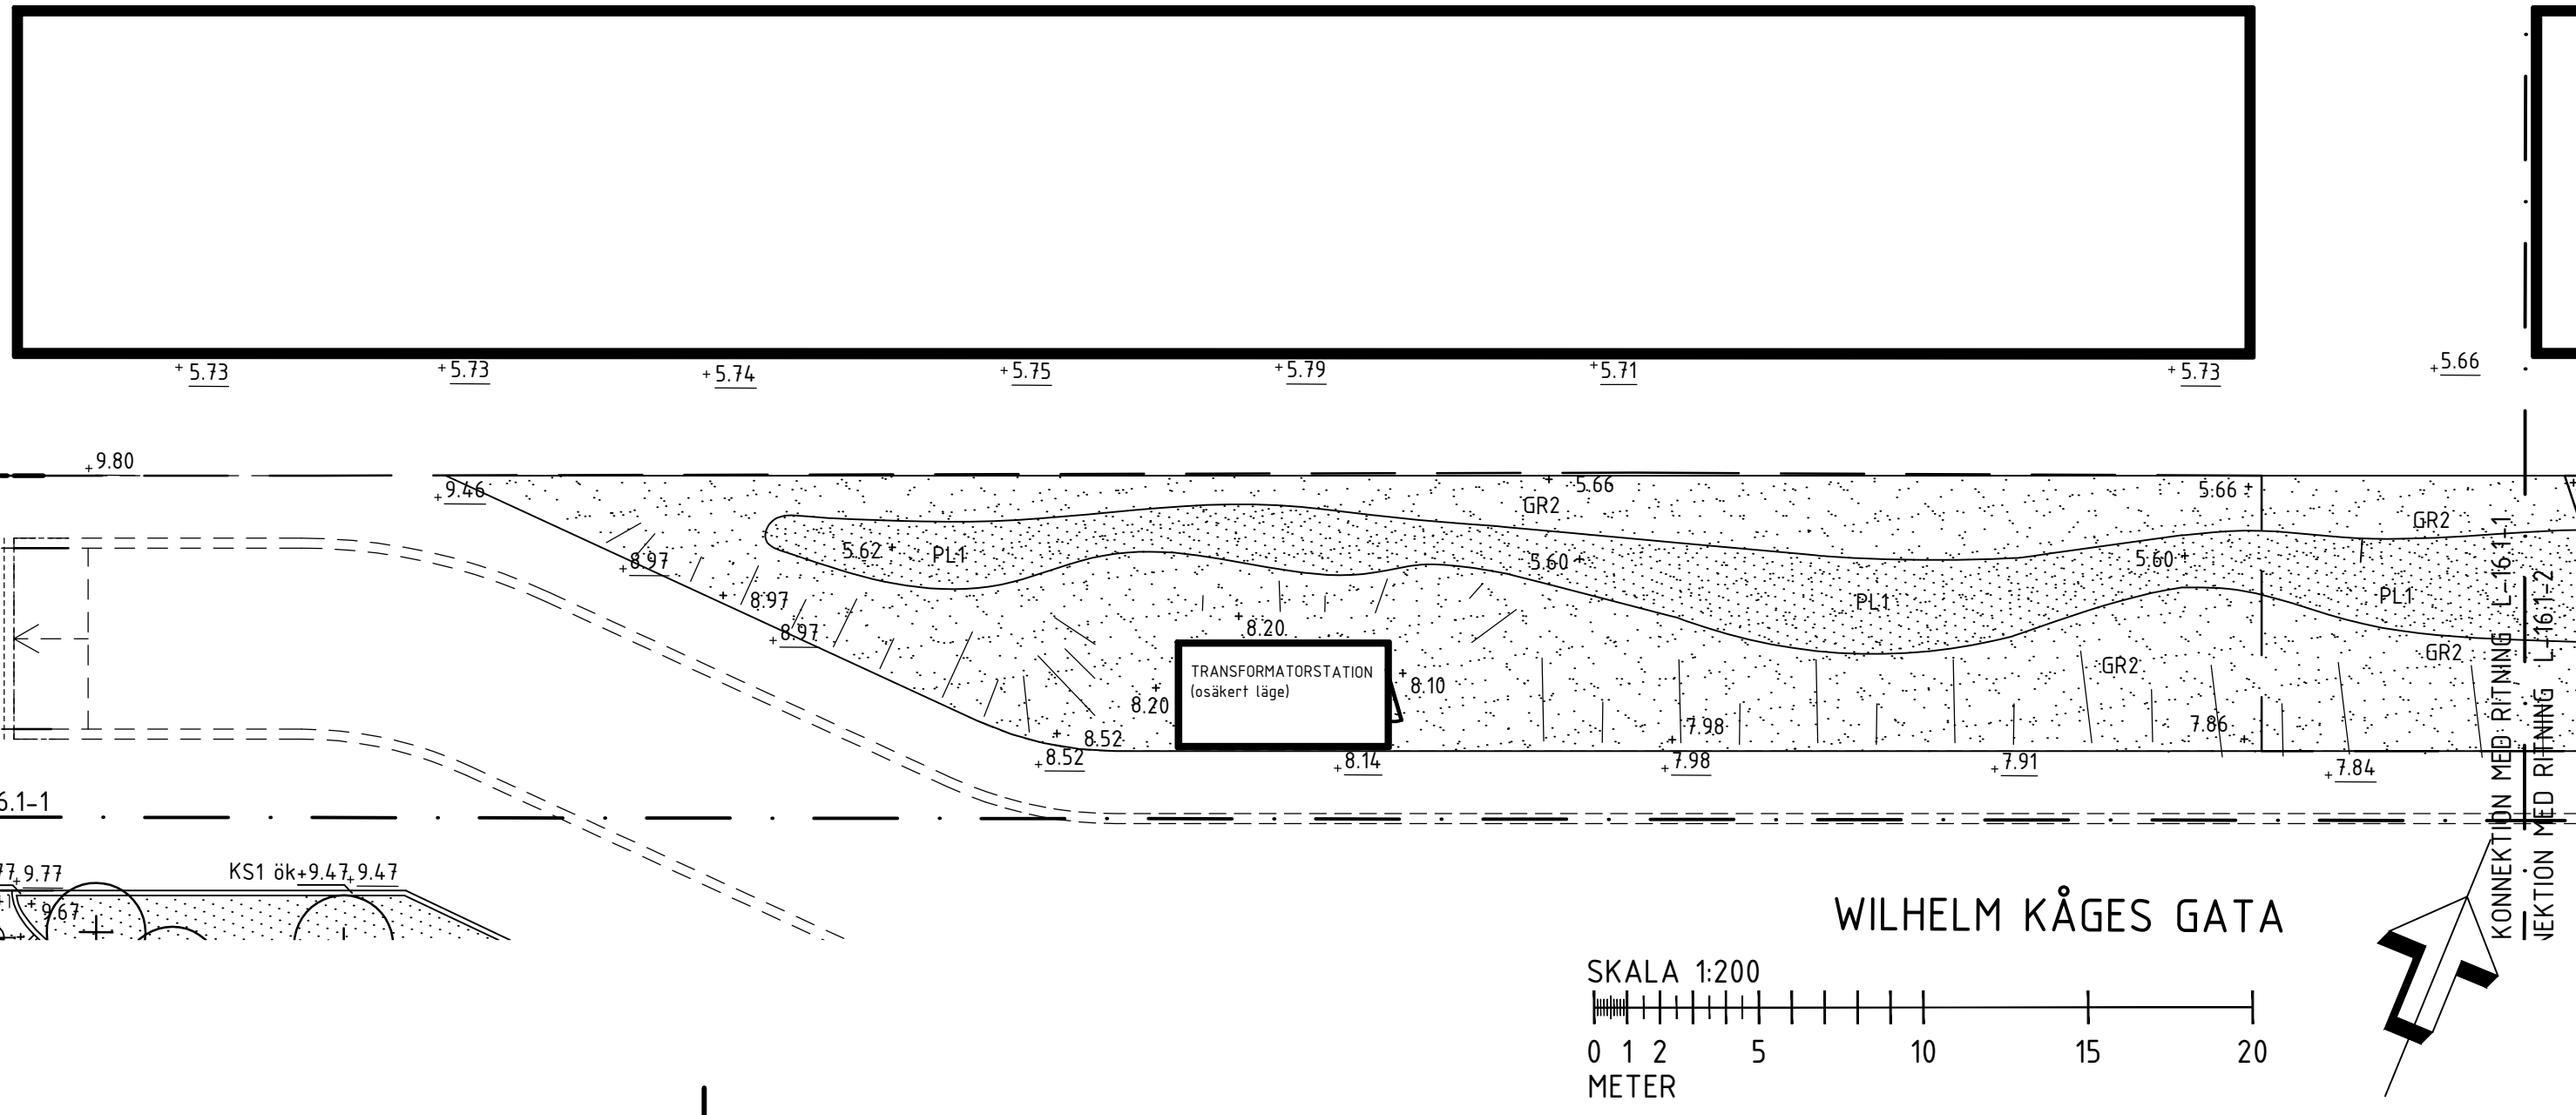 +5.73
+5.73
+5.74
+5.75
+5.79
+5.71
+5.73
+5.66
+9.80
+9.46
+5.66
GR2
5.66+
GR2
5.62+
PL1
5.60+
5.60+
+8.97
+8.97
+8.97
PL1
PL1
+8.20
TRANSFORMATORSTATION
(osäkert läge)
+8.10
+8.20
GR2
GR2
+8.52
+8.52
+8.14
+7.98
+7.98
+7.91
7.86+
+7.84
KONNEKTION MED RITNING L-16.1-1
NEKTION MED RITNING L-16.1-2
6.1-1
77
+9.77
KS1 ök+9.47
+9.47
+9.67
WILHELM KÅGES GATA
SKALA 1:200
0 1 2 5 10 15 20
METER